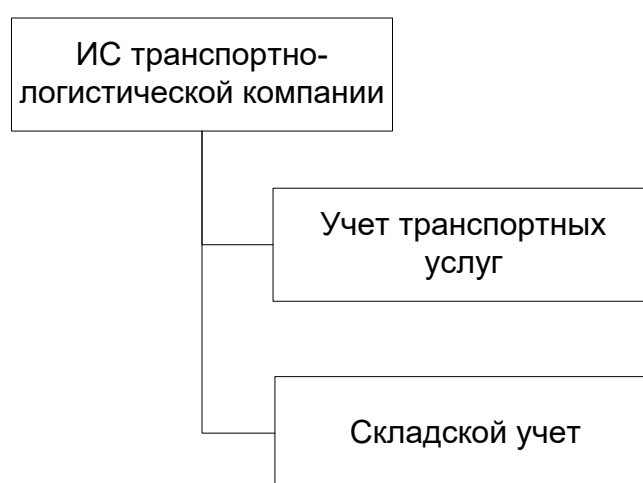 ИС транспортно-
логистической компании
Учет транспортных
услуг
Складской учет